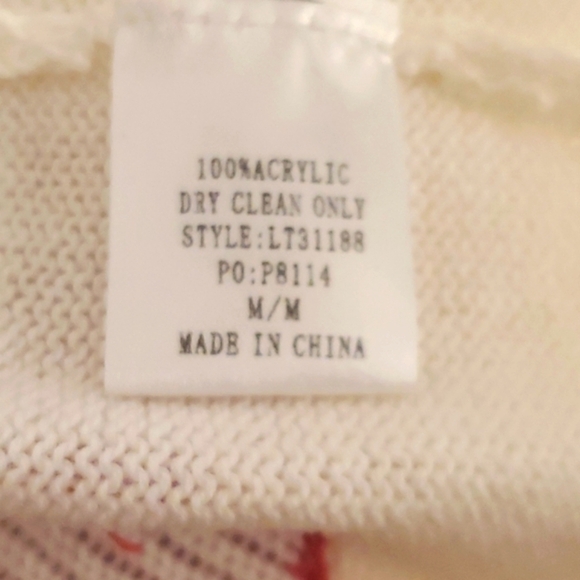 100%ACRYLIC
DRY CLEAN ONLY
STYLE:LT31188
PO:P8114
M/M
MADE IN CHINA